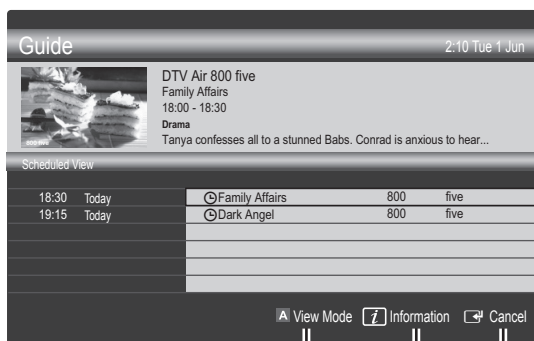 Guide 2:10 Tue 1 Jun
DTV Air 800 five
Family Affairs
18:00 - 18:30
Drama
Tanya confesses all to a stunned Babs. Conrad is anxious to hear...
800 five
Scheduled View
18:30 Today Family Affairs 800 five
19:15 Today Dark Angel 800 five
A View Mode i Information Cancel